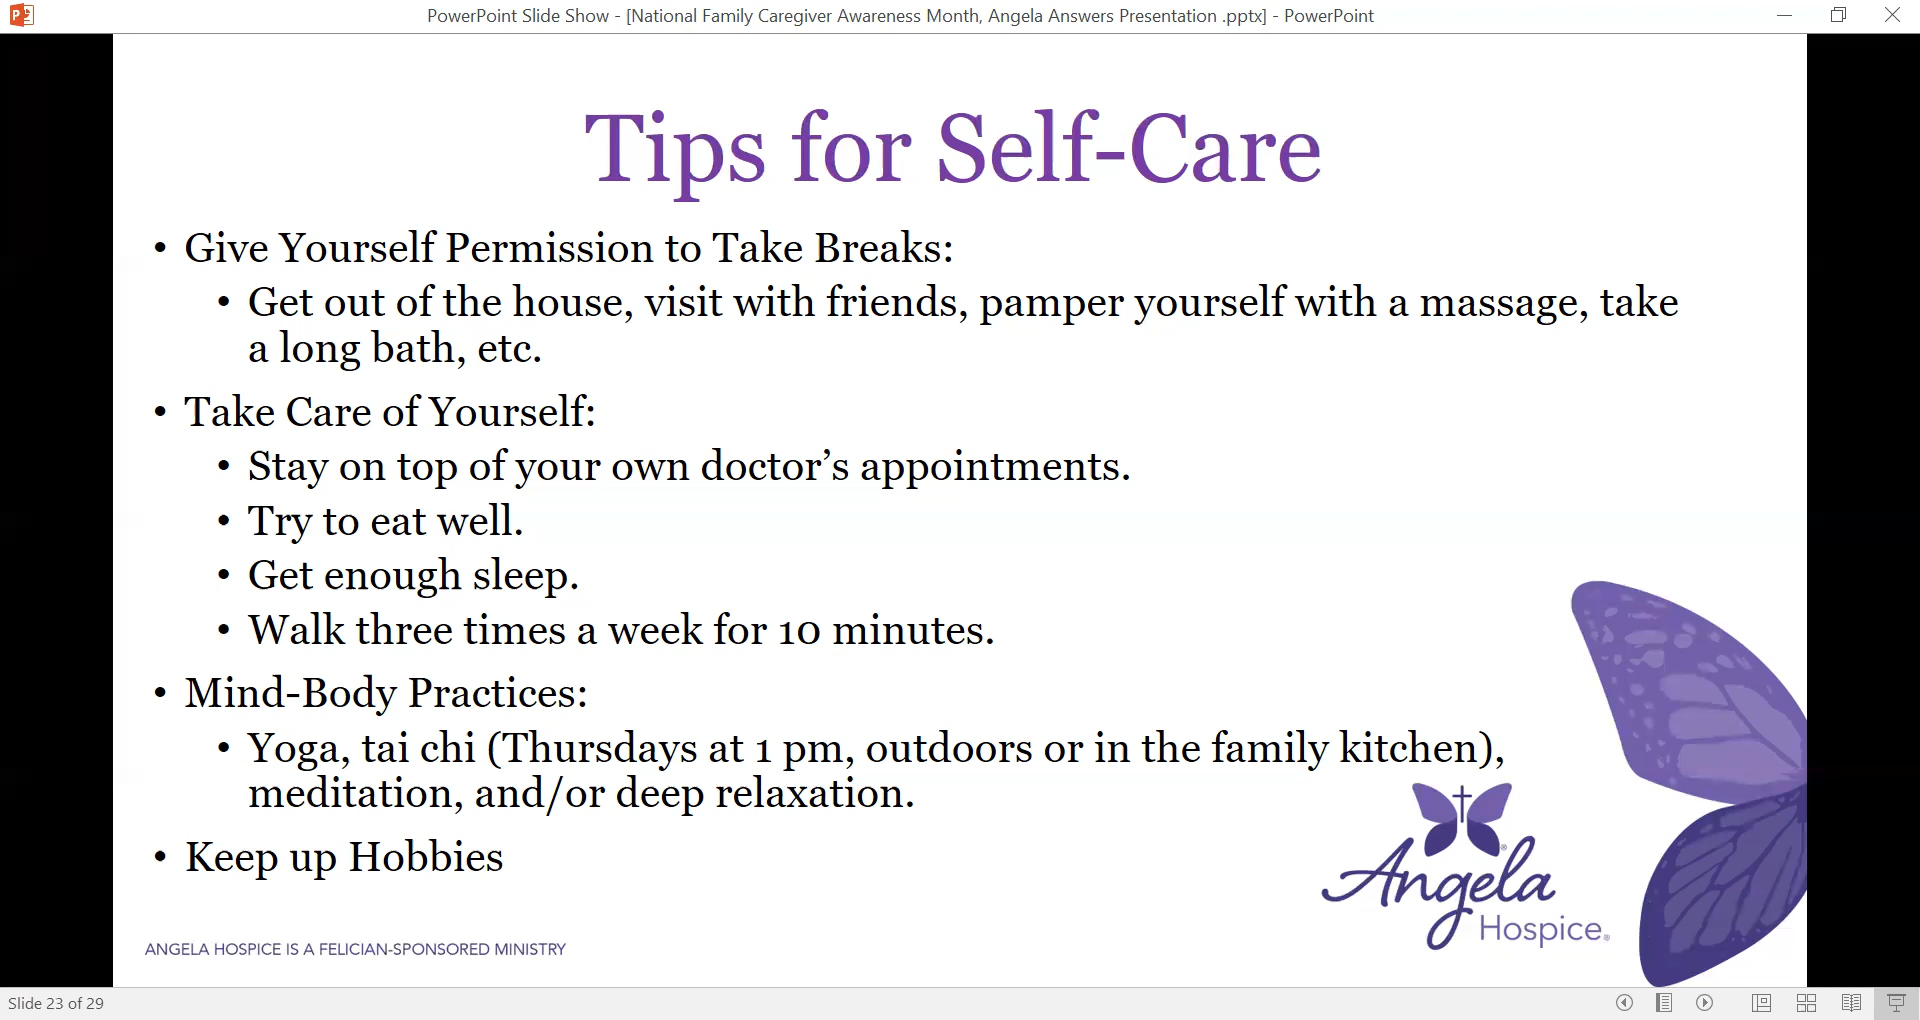 PowerPoint Slide Show - [National Family Caregiver Awareness Month, Angela Answers Presentation .pptx] - PowerPoint
Tips for Self-Care
• Give Yourself Permission to Take Breaks:
• Get out of the house, visit with friends, pamper yourself with a massage, take
a long bath, etc.
• Take Care of Yourself:
• Stay on top of your own doctor’s appointments.
• Try to eat well.
• Get enough sleep.
• Walk three times a week for 10 minutes.
• Mind-Body Practices:
• Yoga, tai chi (Thursdays at 1 pm, outdoors or in the family kitchen),
meditation, and/or deep relaxation.
• Keep up Hobbies
Angela
Hospice®
ANGELA HOSPICE IS A FELICIAN-SPONSORED MINISTRY
Slide 23 of 29